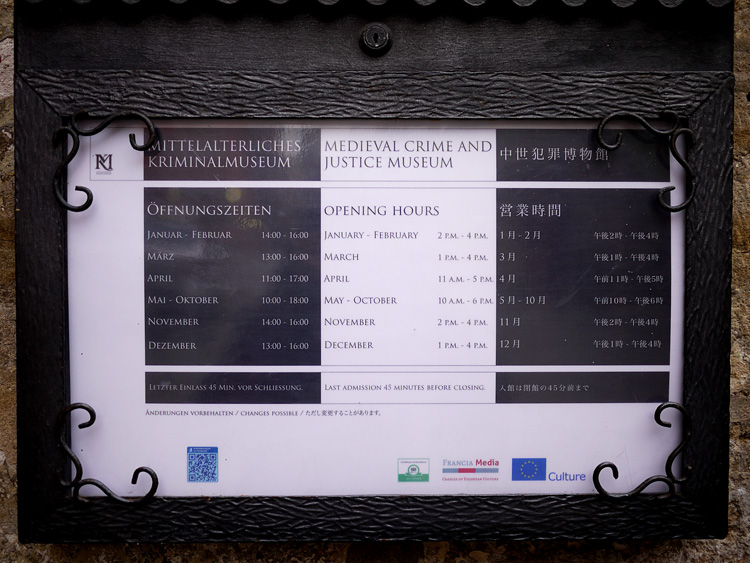 MITTELALTERLICHES
KRIMINALMUSEUM
MEDIEVAL CRIME AND
JUSTICE MUSEUM
中世犯罪博物館
ÖFFNUNGSZEITEN
JANUAR - FEBRUAR 14:00 - 16:00
MÄRZ 13:00 - 16:00
APRIL 11:00 - 17:00
MAI - OKTOBER 10:00 - 18:00
NOVEMBER 14:00 - 16:00
DEZEMBER 13:00 - 16:00
OPENING HOURS
JANUARY - FEBRUARY 2 P.M. - 4 P.M.
MARCH 1 P.M. - 4 P.M.
APRIL 11 A.M. - 5 P.M.
MAY - OCTOBER 10 A.M. - 6 P.M.
NOVEMBER 2 P.M. - 4 P.M.
DECEMBER 1 P.M. - 4 P.M.
営業時間
1月 - 2月 午後2時 - 午後4時
3月 午後1時 - 午後4時
4月 午前11時 - 午後5時
5月 - 10月 午前10時 - 午後6時
11月 午後2時 - 午後4時
12月 午後1時 - 午後4時
LETZTER EINLASS 45 MIN. VOR SCHLIESSUNG.
LAST ADMISSION 45 MINUTES BEFORE CLOSING.
入館は閉館の45分前まで
ÄNDERUNGEN VORBEHALTEN / CHANGES POSSIBLE / ただし変更することがあります。
FRANCIA Media
CENTRES OF EUROPEAN CULTURE
Culture